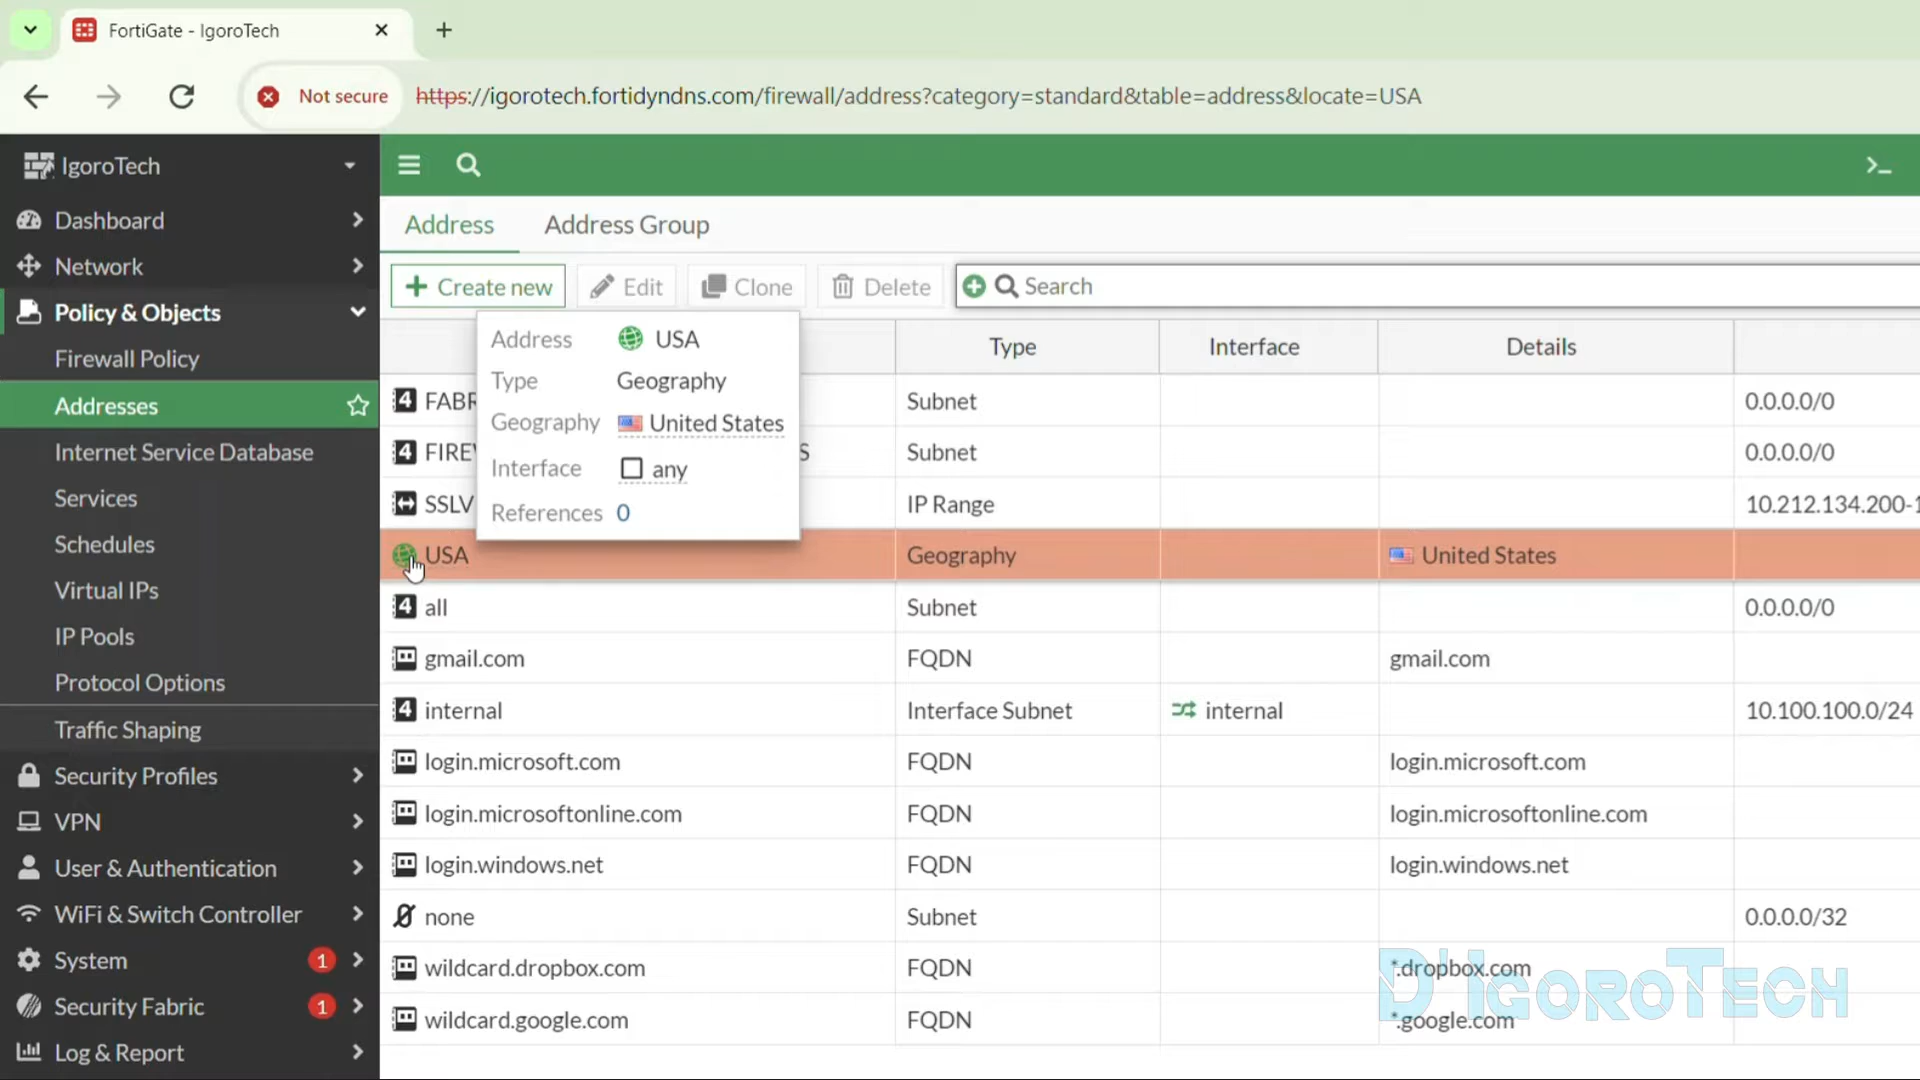 FortiGate - IgoroTech
Not secure
https://igorotech.fortidyndns.com/firewall/address?category=standard&table=address&locate=USA
IgoroTech
Dashboard
Network
Policy & Objects
Firewall Policy
Addresses
Internet Service Database
Services
Schedules
Virtual IPs
IP Pools
Protocol Options
Traffic Shaping
Security Profiles
VPN
User & Authentication
WiFi & Switch Controller
System 1
Security Fabric 1
Log & Report
Address Address Group
Create new Edit Clone Delete Search
Type Interface Details
Address USA
Type Geography
Geography United States
Interface any
References 0
FABR Subnet 0.0.0.0/0
FIREW S Subnet 0.0.0.0/0
SSLV IP Range 10.212.134.200-1
USA Geography United States
all Subnet 0.0.0.0/0
gmail.com FQDN gmail.com
internal Interface Subnet internal 10.100.100.0/24
login.microsoft.com FQDN login.microsoft.com
login.microsoftonline.com FQDN login.microsoftonline.com
login.windows.net FQDN login.windows.net
none Subnet 0.0.0.0/32
wildcard.dropbox.com FQDN *.dropbox.com
wildcard.google.com FQDN *.google.com
D'IGOROTECH